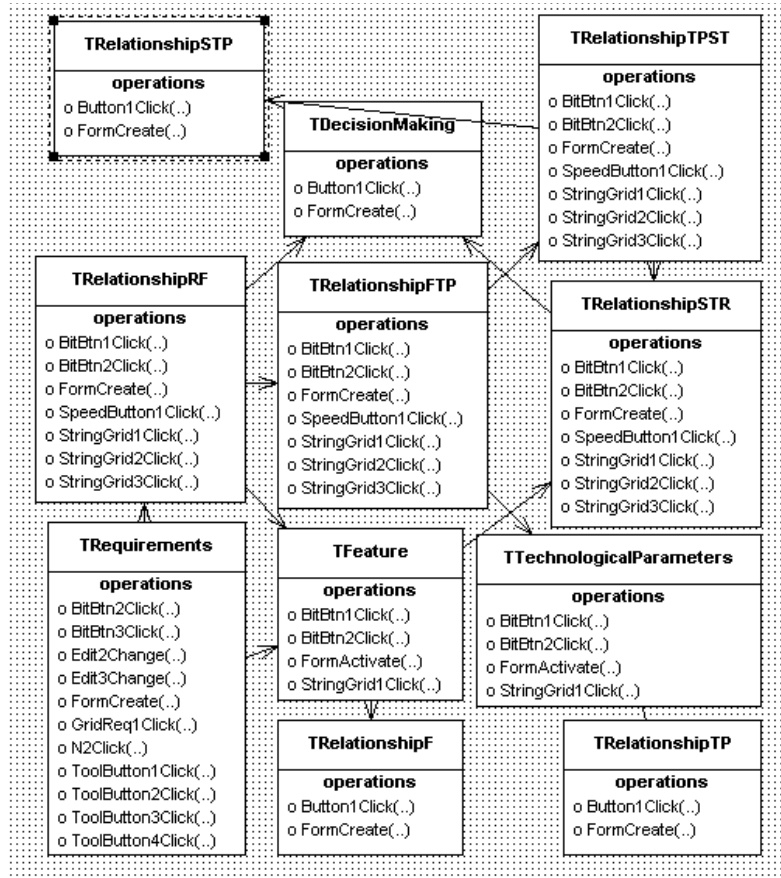 TRelationshipSTP
operations
o Button1Click(..)
o FormCreate(..)
TRelationshipTPST
operations
o BitBtn1Click(..)
o BitBtn2Click(..)
o FormCreate(..)
o SpeedButton1Click(..)
o StringGrid1Click(..)
o StringGrid2Click(..)
o StringGrid3Click(..)
TDecisionMaking
operations
o Button1Click(..)
o FormCreate(..)
TRelationshipRF
operations
o BitBtn1Click(..)
o BitBtn2Click(..)
o FormCreate(..)
o SpeedButton1Click(..)
o StringGrid1Click(..)
o StringGrid2Click(..)
o StringGrid3Click(..)
TRelationshipFTP
operations
o BitBtn1Click(..)
o BitBtn2Click(..)
o FormCreate(..)
o SpeedButton1Click(..)
o StringGrid1Click(..)
o StringGrid2Click(..)
o StringGrid3Click(..)
TRelationshipSTR
operations
o BitBtn1Click(..)
o BitBtn2Click(..)
o FormCreate(..)
o SpeedButton1Click(..)
o StringGrid1Click(..)
o StringGrid2Click(..)
o StringGrid3Click(..)
TRequirements
operations
o BitBtn2Click(..)
o BitBtn3Click(..)
o Edit2Change(..)
o Edit3Change(..)
o FormCreate(..)
o GridReq1Click(..)
o N2Click(..)
o ToolButton1Click(..)
o ToolButton2Click(..)
o ToolButton3Click(..)
o ToolButton4Click(..)
TFeature
operations
o BitBtn1Click(..)
o BitBtn2Click(..)
o FormActivate(..)
o StringGrid1Click(..)
TTechnologicalParameters
operations
o BitBtn1Click(..)
o BitBtn2Click(..)
o FormActivate(..)
o StringGrid1Click(..)
TRelationshipF
operations
o Button1Click(..)
o FormCreate(..)
TRelationshipTP
operations
o Button1Click(..)
o FormCreate(..)